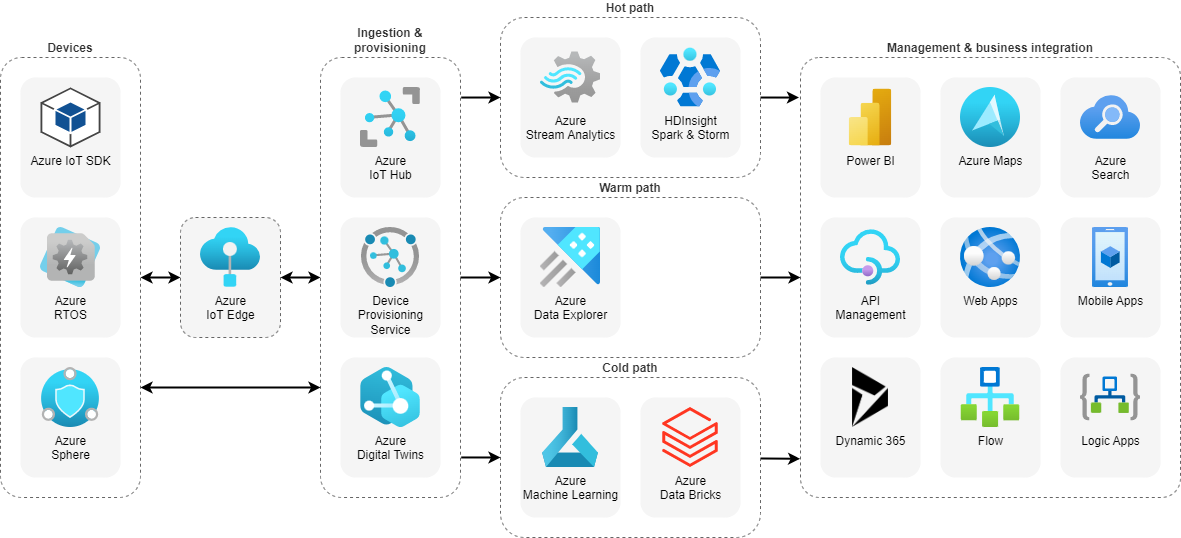 Devices
Azure IoT SDK
Azure
RTOS
Azure
Sphere
Azure
IoT Edge
Ingestion &
provisioning
Azure
IoT Hub
Device
Provisioning
Service
Azure
Digital Twins
Hot path
Azure
Stream Analytics
HDInsight
Spark & Storm
Warm path
Azure
Data Explorer
Cold path
Azure
Machine Learning
Azure
Data Bricks
Management & business integration
Power BI
Azure Maps
Azure
Search
API
Management
Web Apps
Mobile Apps
Dynamic 365
Flow
Logic Apps